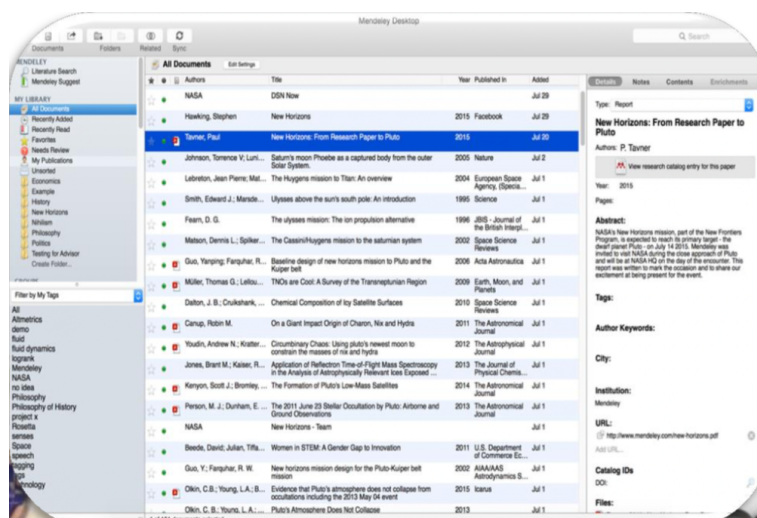 Mendeley Desktop
Documents Folders Related Sync
Search
MENDELEY
Literature Search
Mendeley Suggest
MY LIBRARY
All Documents
Recently Added
Recently Read
Favorites
Needs Review
My Publications
Unsorted
Economics
Example
History
New Horizons
Nihilism
Philosophy
Politics
Testing for Advisor
Create Folder...
Filter by My Tags
All
Altmetrics
demo
fluid
fluid dynamics
logrank
Mendeley
NASA
no idea
Philosophy
Philosophy of History
project x
Rosetta
senses
Space
speech
All Documents Edit Settings
Authors Title Year Published In Added
NASA DSN Now Jul 29
Hawking, Stephen New Horizons 2015 Facebook Jul 29
Tavner, Paul New Horizons: From Research Paper to Pluto 2015 Jul 20
Johnson, Torrence V; Luni... Saturn's moon Phoebe as a captured body from the outer 2005 Nature Jul 2
Solar System.
Lebreton, Jean Pierre; Mat... The Huygens mission to Titan: An overview 2004 European Space Jul 1
Agency, (Specia...
Smith, Edward J.; Marsde... Ulysses above the sun's south pole: An introduction 1995 Science Jul 1
Fearn, D. G. The ulysses mission: The ion propulsion alternative 1996 JBIS - Journal of Jul 1
the British Interpl...
Matson, Dennis L.; Spilker... The Cassini/Huygens mission to the saturnian system 2002 Space Science Jul 1
Reviews
Guo, Yanping; Farquhar, R... Baseline design of new horizons mission to Pluto and the 2006 Acta Astronautica Jul 1
Kuiper belt
Müller, Thomas G.; Lellou... TNOs are Cool: A Survey of the Transneptunian Region 2009 Earth, Moon, and Jul 1
Planets
Dalton, J. B.; Cruikshank, ... Chemical Composition of Icy Satellite Surfaces 2010 Space Science Jul 1
Reviews
Canup, Robin M. On a Giant Impact Origin of Charon, Nix and Hydra 2011 The Astronomical Jul 1
Journal
Youdin, Andrew N.; Kratter... Circumbinary Chaos: Using pluto's newest moon to 2012 The Astrophysical Jul 1
constrain the masses of nix and hydra Journal
Jones, Brant M.; Kaiser, R... Application of Reflectron Time-of-Flight Mass Spectroscopy 2013 The Journal of Jul 1
in the Analysis of Astrophysically Relevant Ices Exposed ... Physical Chemis...
Kenyon, Scott J.; Bromley, ... The Formation of Pluto's Low-Mass Satellites 2014 The Astronomical Jul 1
Journal
Person, M. J.; Dunham, E. ... The 2011 June 23 Stellar Occultation by Pluto: Airborne and 2013 The Astronomical Jul 1
Ground Observations Journal
NASA New Horizons - Team Jul 1
Beede, David; Julian, Tiffa... Women in STEM: A Gender Gap to Innovation 2011 U.S. Department Jul 1
of Commerce Ec...
Guo, Y.; Farquhar, R. W. New horizons mission design for the Pluto-Kuiper belt 2002 AIAA/AAS Jul 1
mission Astrodynamics S...
Olkin, C.B.; Young, L.A.; B... Evidence that Pluto's atmosphere does not collapse from 2015 Icarus Jul 1
occultations including the 2013 May 04 event
Olkin, C. B.; Young, L. A.; ... Pluto's Atmosphere Does Not Collapse 2013 Jul 1
Details Notes Contents Enrichments
Type: Report
New Horizons: From Research Paper to
Pluto
Authors: P. Tavner
View research catalog entry for this paper
Year: 2015
Pages:
Abstract:
NASA's New Horizons mission, part of the New Frontiers
Program, is expected to reach its primary target - the
dwarf planet Pluto - on July 14 2015. Mendeley was
invited to visit NASA during the close approach of Pluto
and will be at NASA HQ on the day of the encounter. This
report was written to mark the occasion and to share our
excitement at being present for the event.
Tags:
Author Keywords:
City:
Institution:
Mendeley
URL:
http://www.mendeley.com/new-horizons.pdf
Add URL...
Catalog IDs
DOI:
Files: